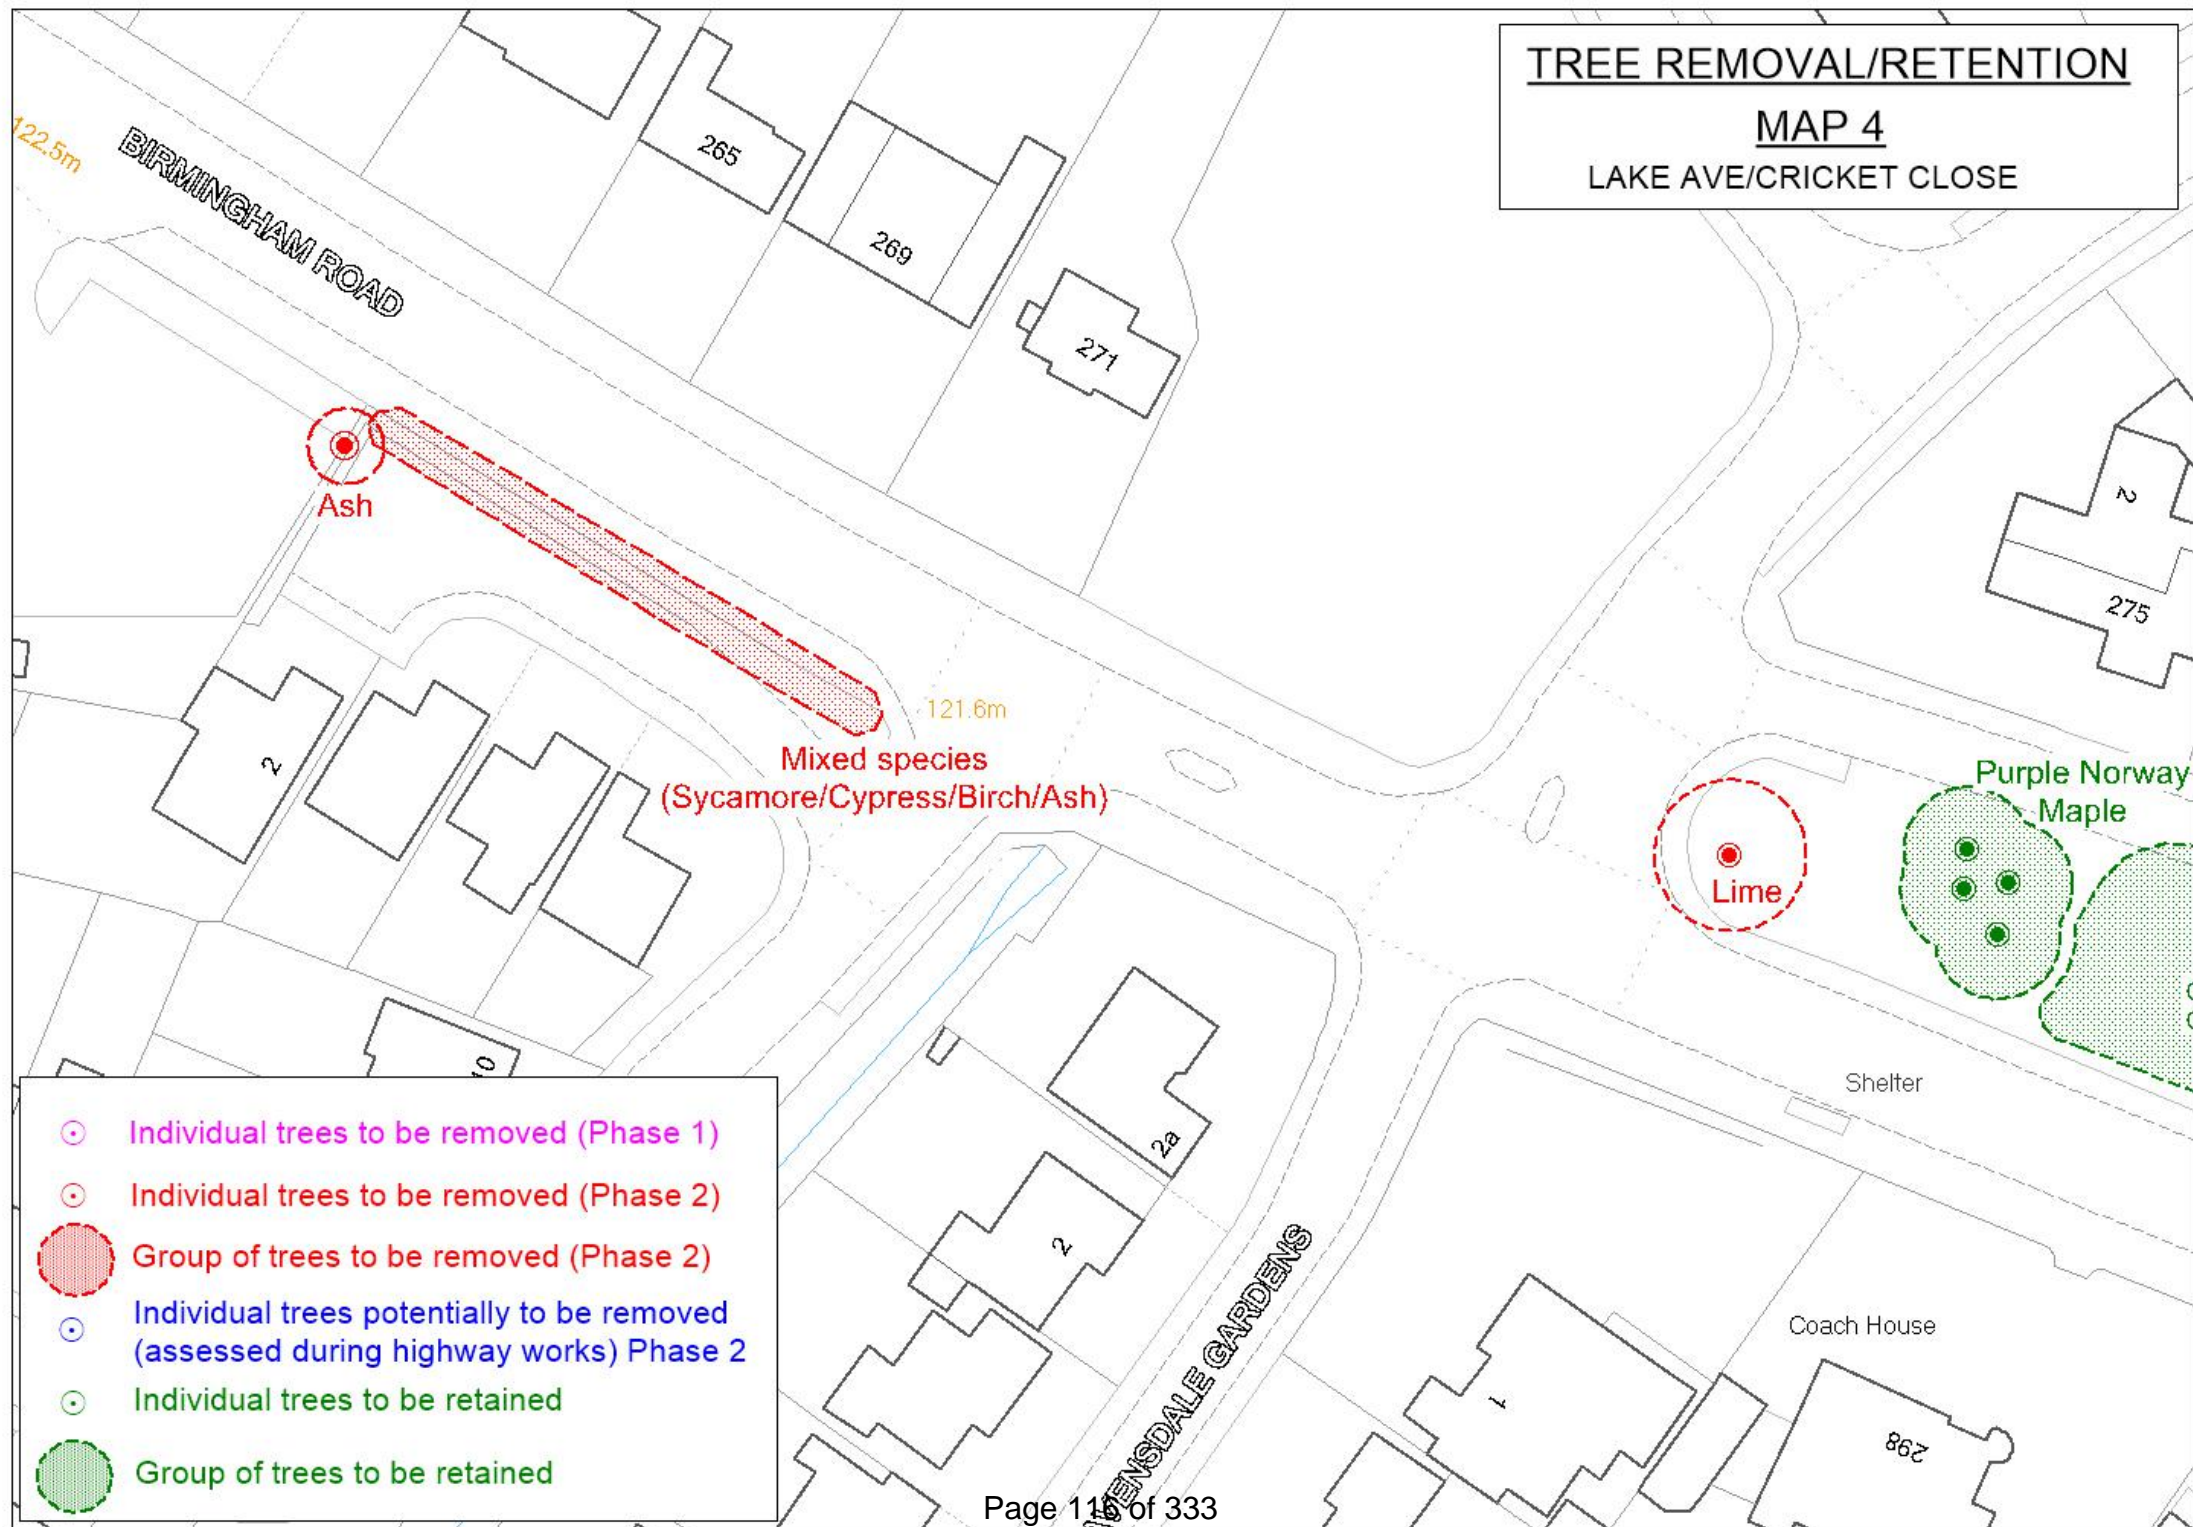 TREE REMOVAL/RETENTION
MAP 4
LAKE AVE/CRICKET CLOSE
122.5m
BIRMINGHAM ROAD
265
269
271
Ash
2
275
121.6m
Mixed species
(Sycamore/Cypress/Birch/Ash)
Purple Norway
Maple
Lime
2
10
Shelter
2a
2
GARDENS
Coach House
1
298
Individual trees to be removed (Phase 1)
Individual trees to be removed (Phase 2)
Group of trees to be removed (Phase 2)
Individual trees potentially to be removed
(assessed during highway works) Phase 2
Individual trees to be retained
Group of trees to be retained
Page 116 of 333